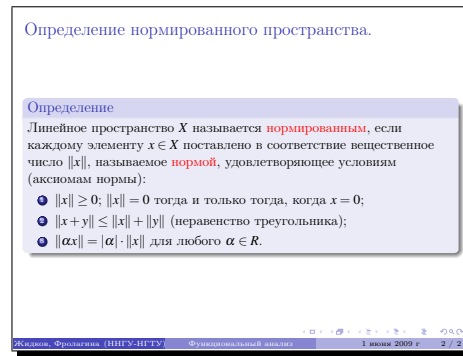 Определение нормированного пространства.
Определение
Линейное пространство X называется нормированным, если
каждому элементу x ∈ X поставлено в соответствие вещественное
число ‖x‖, называемое нормой, удовлетворяющее условиям
(аксиомам нормы):
1 ‖x‖ ≥ 0; ‖x‖ = 0 тогда и только тогда, когда x = 0;
2 ‖x + y‖ ≤ ‖x‖ + ‖y‖ (неравенство треугольника);
3 ‖αx‖ = |α| · ‖x‖ для любого α ∈ R.
Жидков, Фролагина (ННГУ-НГТУ) Функциональный анализ 1 июня 2009 г 2 / 2